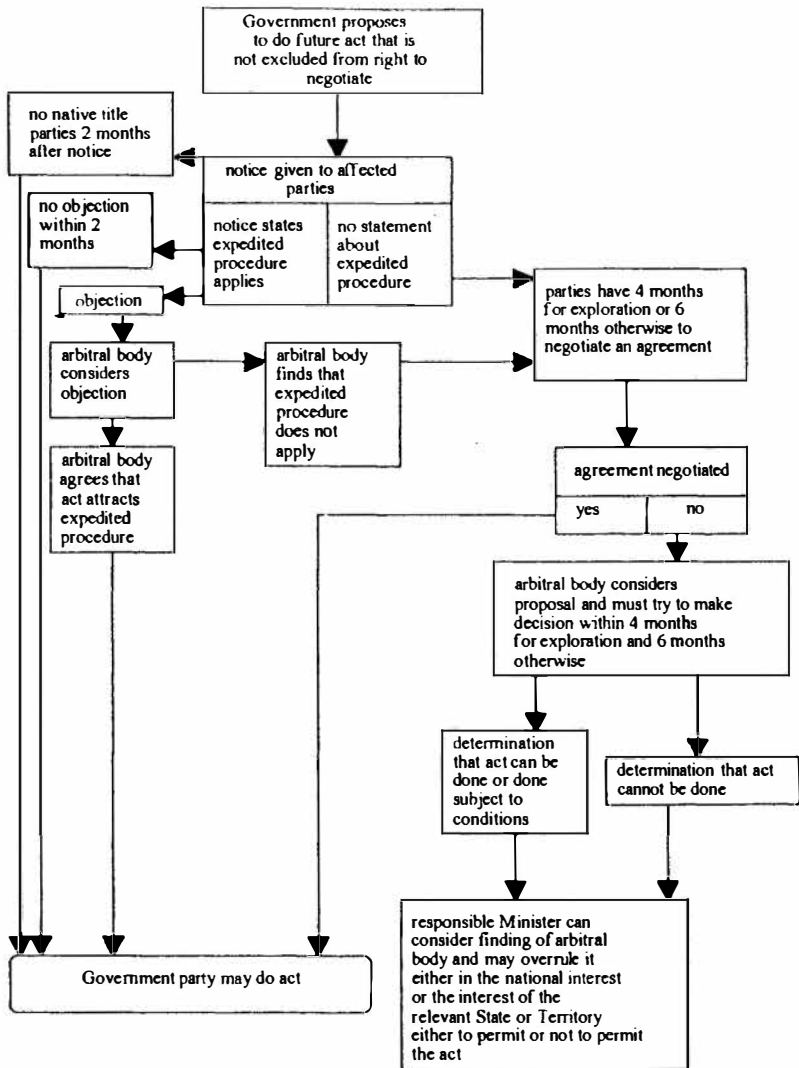 Government proposes
to do future act that is
not excluded from right to
negotiate
no native title
parties 2 months
after notice
notice given to affected
parties
no objection
within 2
months
notice states
expedited
procedure
applies
no statement
about
expedited
procedure
objection
parties have 4 months
for exploration or 6
months otherwise to
negotiate an agreement
arbitral body
considers
objection
arbitral body
finds that
expedited
procedure
does not
apply
arbitral body
agrees that
act attracts
expedited
procedure
agreement negotiated
yes
no
arbitral body considers
proposal and must try to make
decision within 4 months
for exploration and 6 months
otherwise
determination
that act can be
done or done
subject to
conditions
determination that act
cannot be done
responsible Minister can
consider finding of arbitral
body and may overrule it
either in the national interest
or the interest of the
relevant State or Territory
either to permit or not to permit
the act
Government party may do act